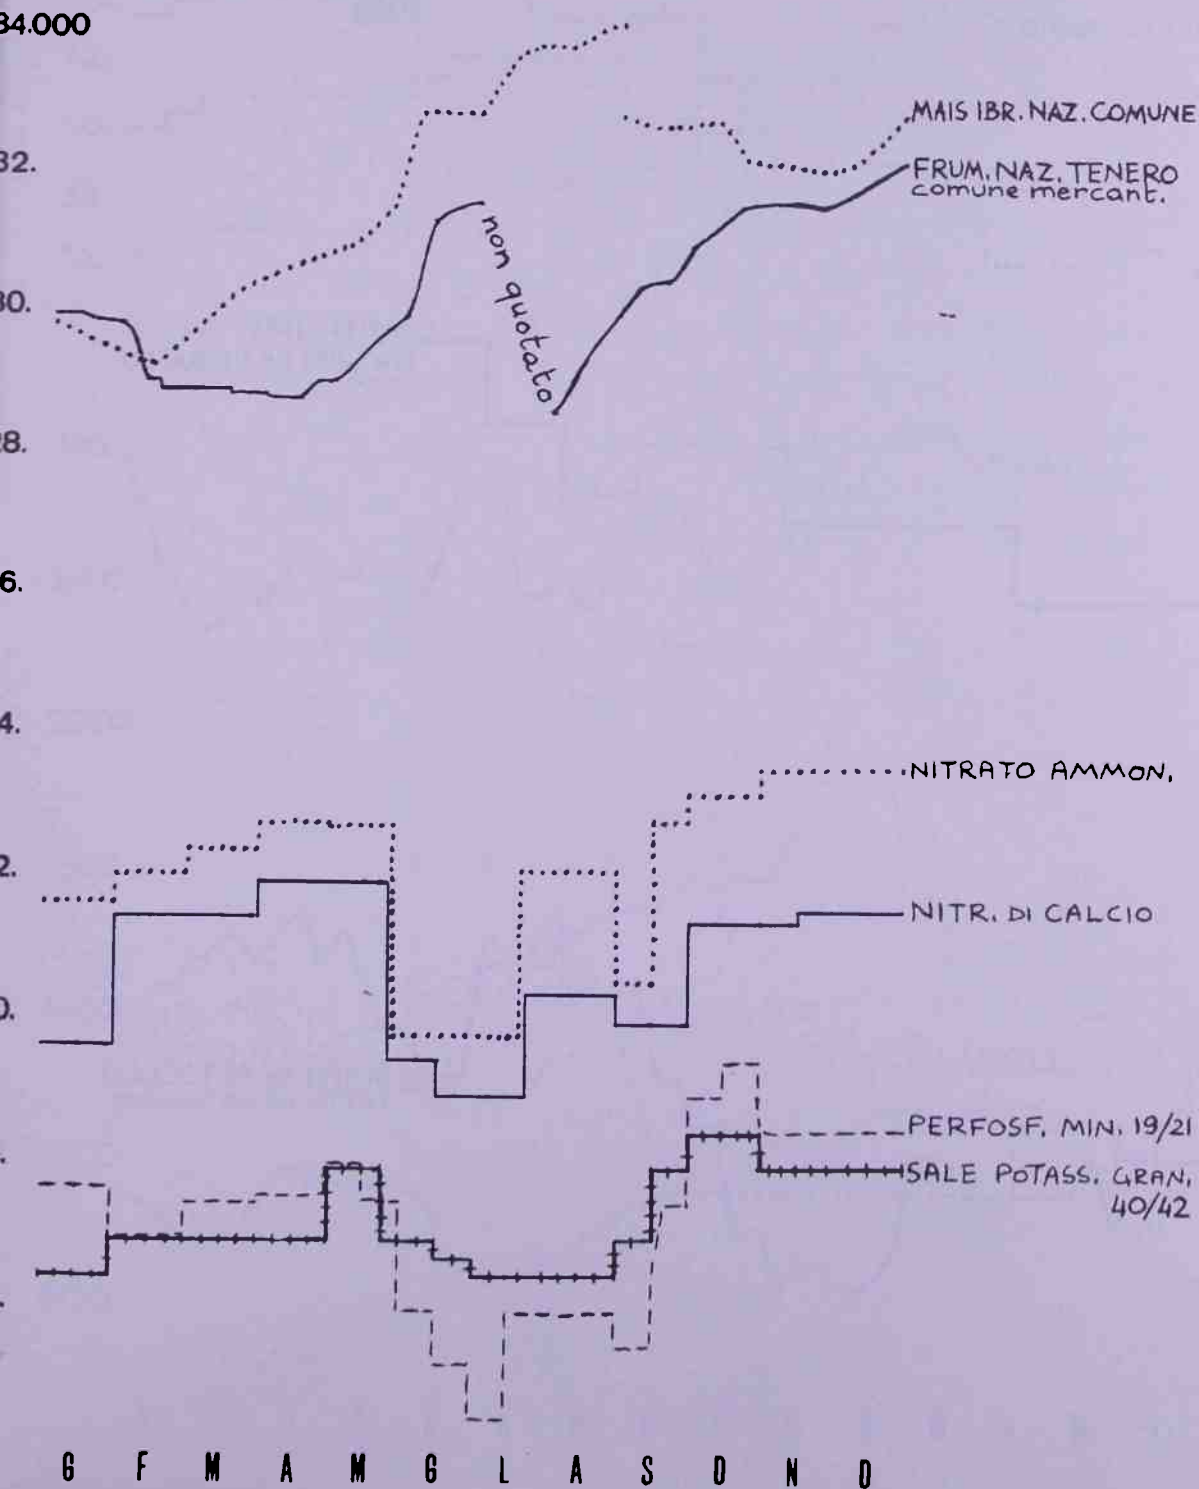 34.000
MAIS IBR. NAZ. COMUNE
32.
FRUM. NAZ. TENERO
comune mercant.
non quotato
30.
28.
6.
4.
NITRATO AMMON.
2.
NITR. DI CALCIO
0.
PERFOSF. MIN. 19/21
SALE POTASS. GRAN.
40/42
G F M A M G L A S O N D